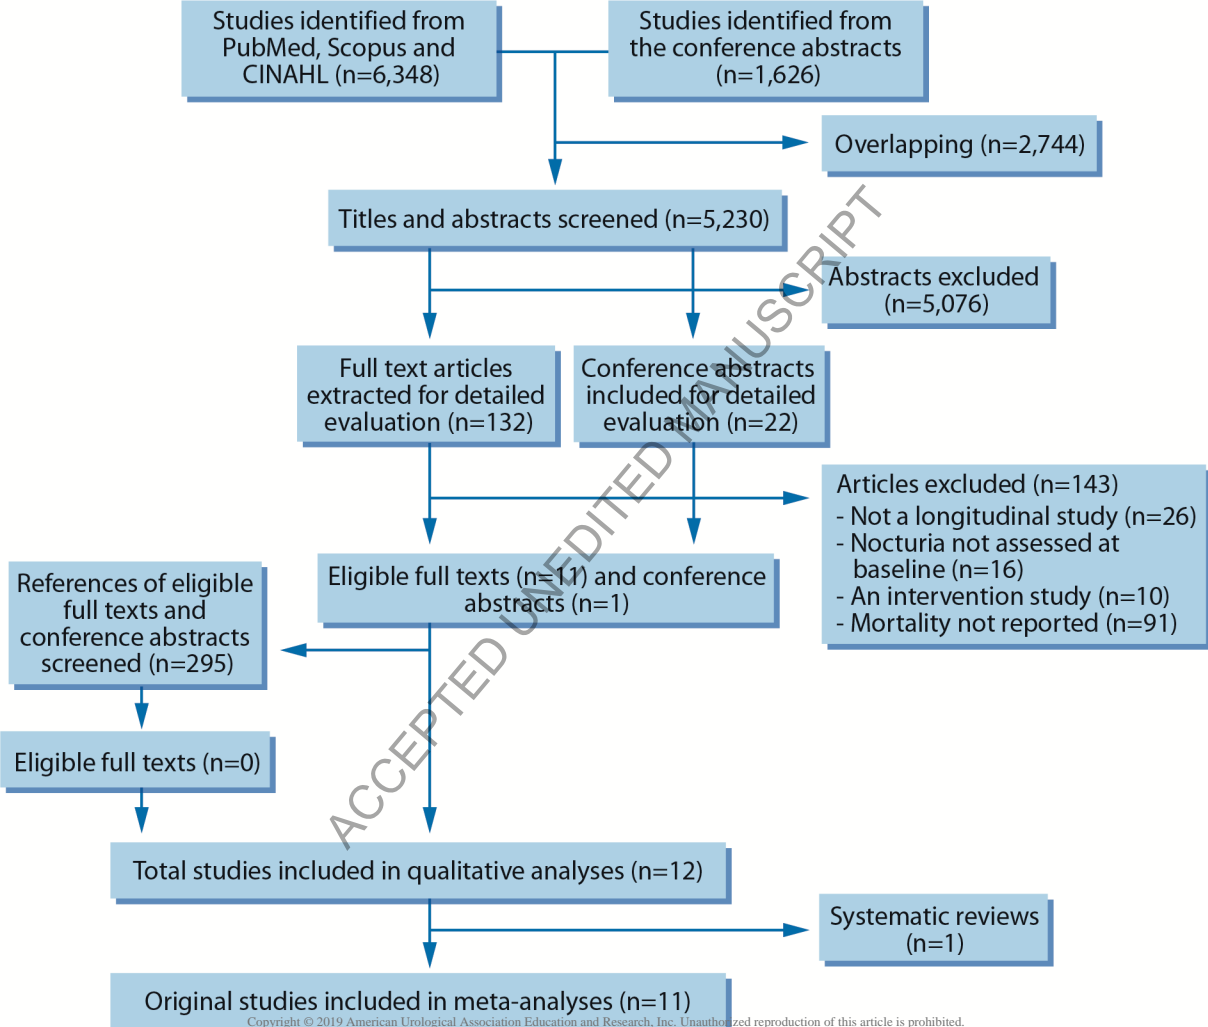 Studies identified from
PubMed, Scopus and
CINAHL (n=6,348)
Studies identified from
the conference abstracts
(n=1,626)
Overlapping (n=2,744)
Titles and abstracts screened (n=5,230)
Abstracts excluded
(n=5,076)
Full text articles
extracted for detailed
evaluation (n=132)
Conference abstracts
included for detailed
evaluation (n=22)
Articles excluded (n=143)
- Not a longitudinal study (n=26)
- Nocturia not assessed at
baseline (n=16)
- An intervention study (n=10)
- Mortality not reported (n=91)
Eligible full texts (n=11) and conference
abstracts (n=1)
References of eligible
full texts and
conference abstracts
screened (n=295)
Eligible full texts (n=0)
Total studies included in qualitative analyses (n=12)
Systematic reviews
(n=1)
Original studies included in meta-analyses (n=11)
ACCEPTED UNEDITED MANUSCRIPT
Copyright © 2019 American Urological Association Education and Research, Inc. Unauthorized reproduction of this article is prohibited.